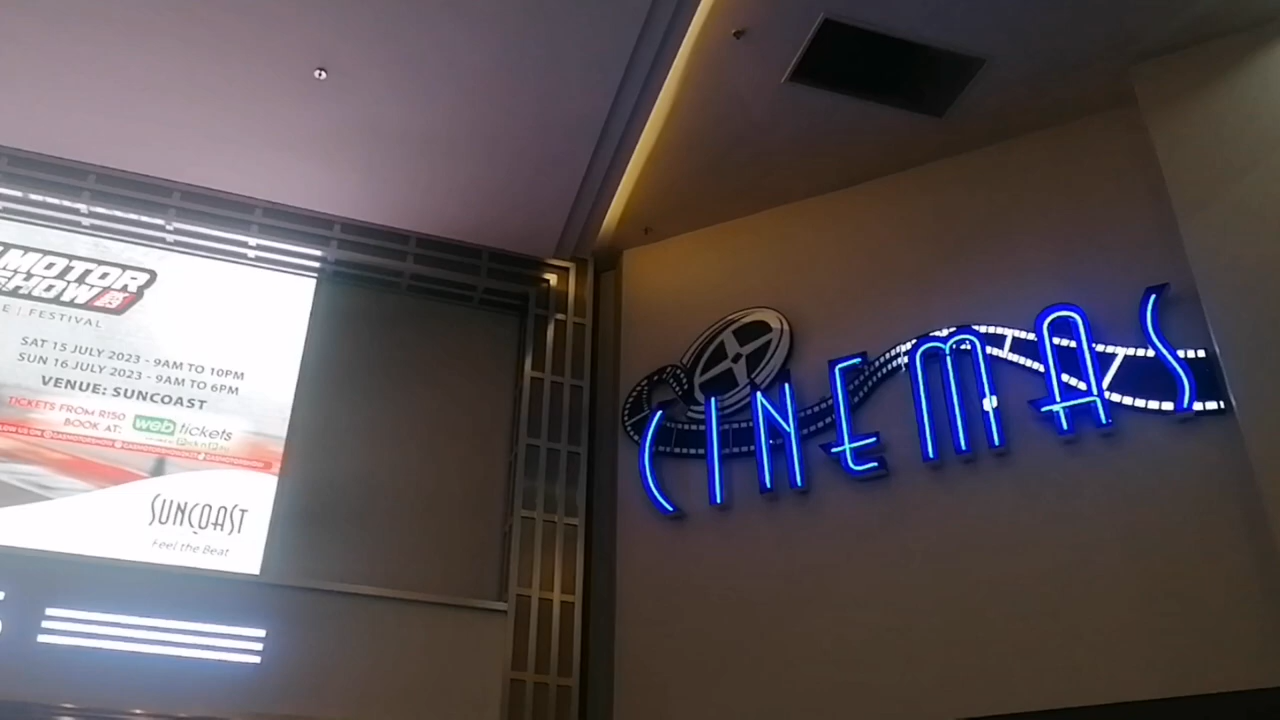 MOTOR
SHOW
E | FESTIVAL
SAT 15 JULY 2023 - 9AM TO 10PM
SUN 16 JULY 2023 - 9AM TO 6PM
VENUE: SUNCOAST
TICKETS FROM R150
BOOK AT: web tickets
SUNCOAST
Feel the Beat
CINEMAS